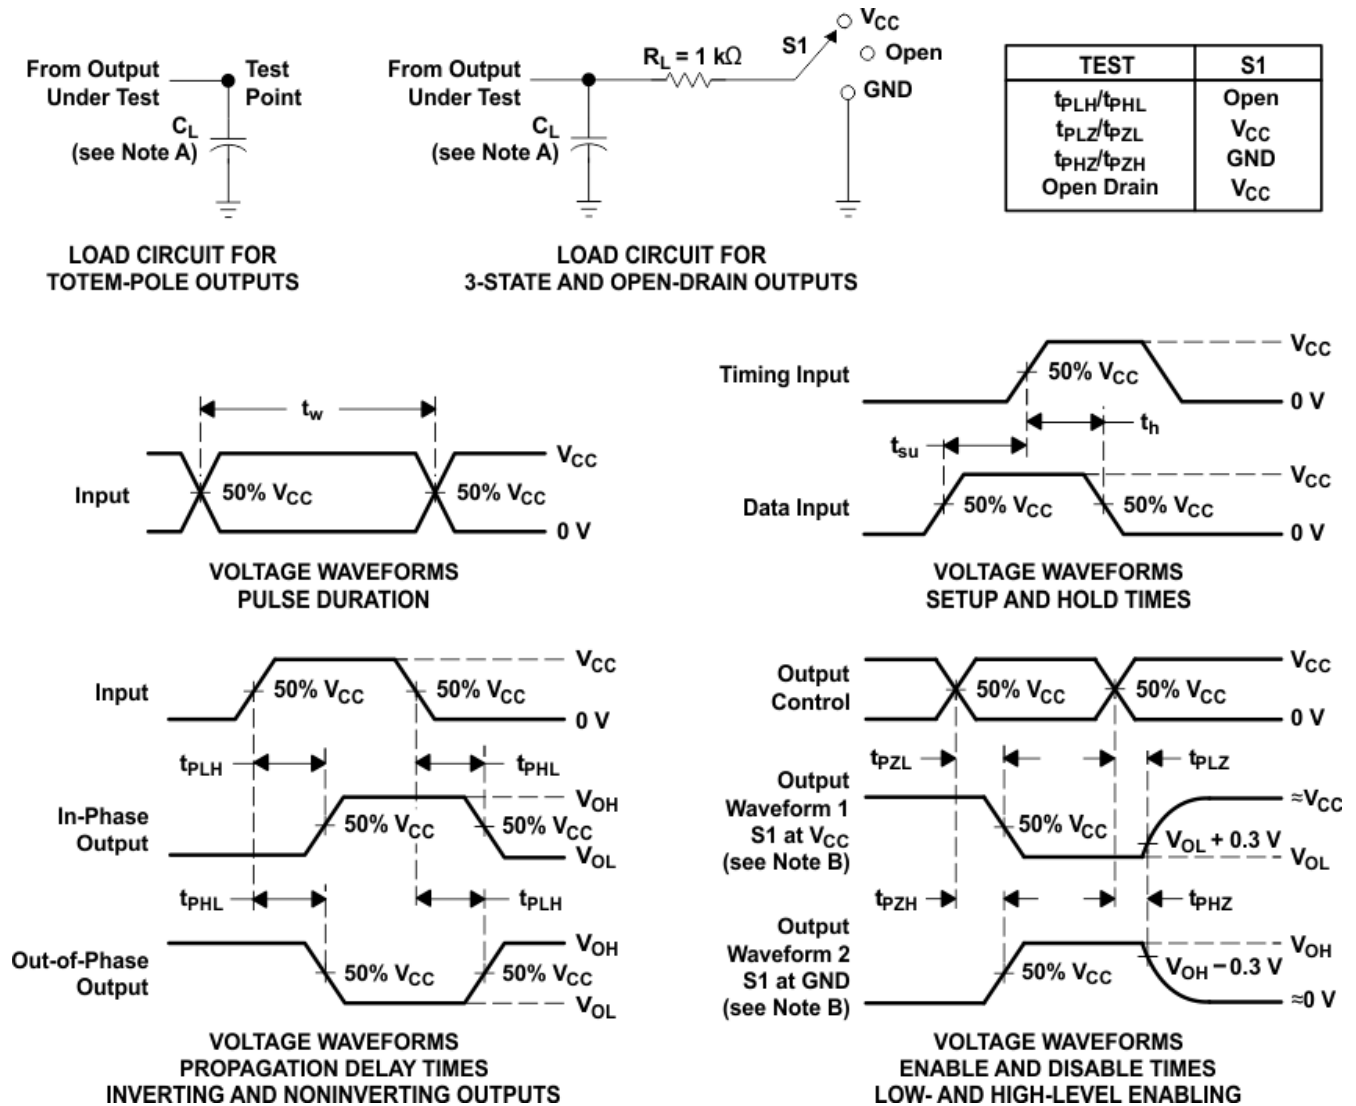 From Output
Under Test
Test
Point
CL
(see Note A)
LOAD CIRCUIT FOR
TOTEM-POLE OUTPUTS
From Output
Under Test
RL = 1 kΩ
S1
VCC
Open
GND
CL
(see Note A)
LOAD CIRCUIT FOR
3-STATE AND OPEN-DRAIN OUTPUTS
TEST S1
tPLH/tPHL Open
tPLZ/tPZL VCC
tPHZ/tPZH GND
Open Drain VCC
tw
Input
50% VCC
50% VCC
VCC
0 V
VOLTAGE WAVEFORMS
PULSE DURATION
Timing Input
50% VCC
VCC
0 V
tsu
th
Data Input
50% VCC
50% VCC
VCC
0 V
VOLTAGE WAVEFORMS
SETUP AND HOLD TIMES
Input
50% VCC
50% VCC
VCC
0 V
tPLH
tPHL
In-Phase
Output
50% VCC
50% VCC
VOH
VOL
tPHL
tPLH
Out-of-Phase
Output
50% VCC
50% VCC
VOH
VOL
VOLTAGE WAVEFORMS
PROPAGATION DELAY TIMES
INVERTING AND NONINVERTING OUTPUTS
Output
Control
50% VCC
50% VCC
VCC
0 V
tPZL
tPLZ
Output
Waveform 1
S1 at VCC
(see Note B)
50% VCC
VOL + 0.3 V
≈VCC
VOL
tPZH
tPHZ
Output
Waveform 2
S1 at GND
(see Note B)
50% VCC
VOH − 0.3 V
VOH
≈0 V
VOLTAGE WAVEFORMS
ENABLE AND DISABLE TIMES
LOW- AND HIGH-LEVEL ENABLING